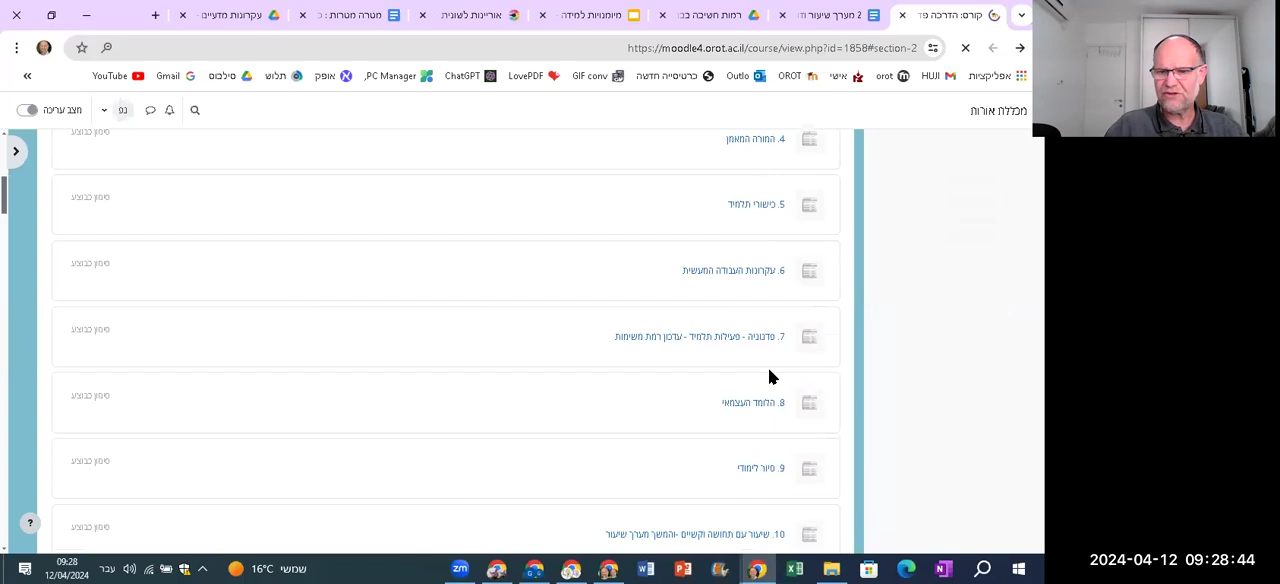 קורס: הדרכה פד
2 מערך שיעור וד
רמות חשיבה בבו
מיומנויות למידה -
אוריינות לשונית.
מטרה מטרות : כ
עקרונות מדעיים -
https://moodle4.orot.ac.il/course/view.php?id=1858#section-2
אפליקציות
HUJI
orot
אישי
OROT
Outlo
כרטיסייה חדשה
GIF conv
LovePDF
ChatGPT
PC Manager,
אופק
תלוש
סילבוס
Gmail
YouTube
מכללת אורות
נפ
מצב עריכה
4. המורה המאמן
סימון כבוצע
5. כישורי תלמיד
סימון כבוצע
6. עקרונות העבודה המעשית
סימון כבוצע
7. פדגוגיה - פעילות תלמיד - עדכון רמת משימות
סימון כבוצע
8. הלומד העצמאי
סימון כבוצע
9. סיור לימודי
סימון כבוצע
10. שיעור עם תחושה וקשיים -והמשך מערך שיעור
סימון כבוצע
?
09:28
12/04/2024
עבר
16°C שמשי
2024-04-12 09:28:44